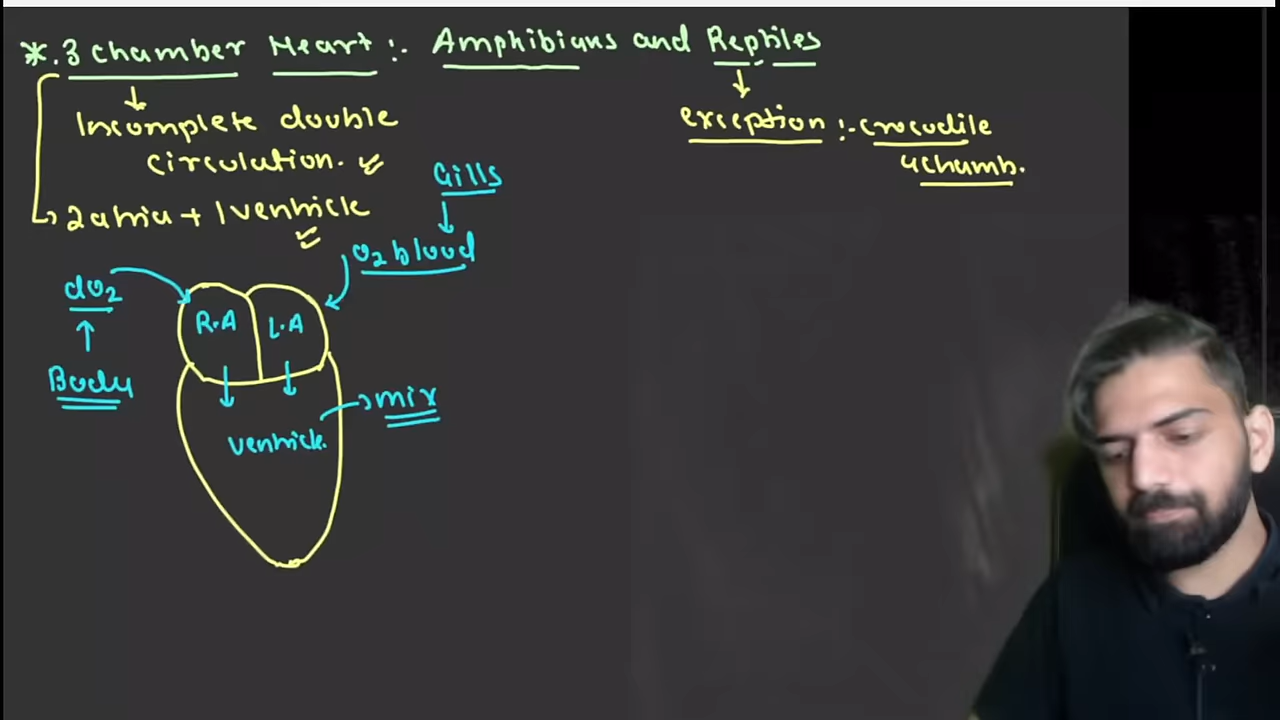 *. 3 chamber Heart :- Amphibians and Reptiles
Incomplete double
circulation.
exception :- crocodile
4 chamb.
2 atria + 1 ventricle
Gills
O2 blood
dO2
Body
R.A
L.A
mix
ventricle.